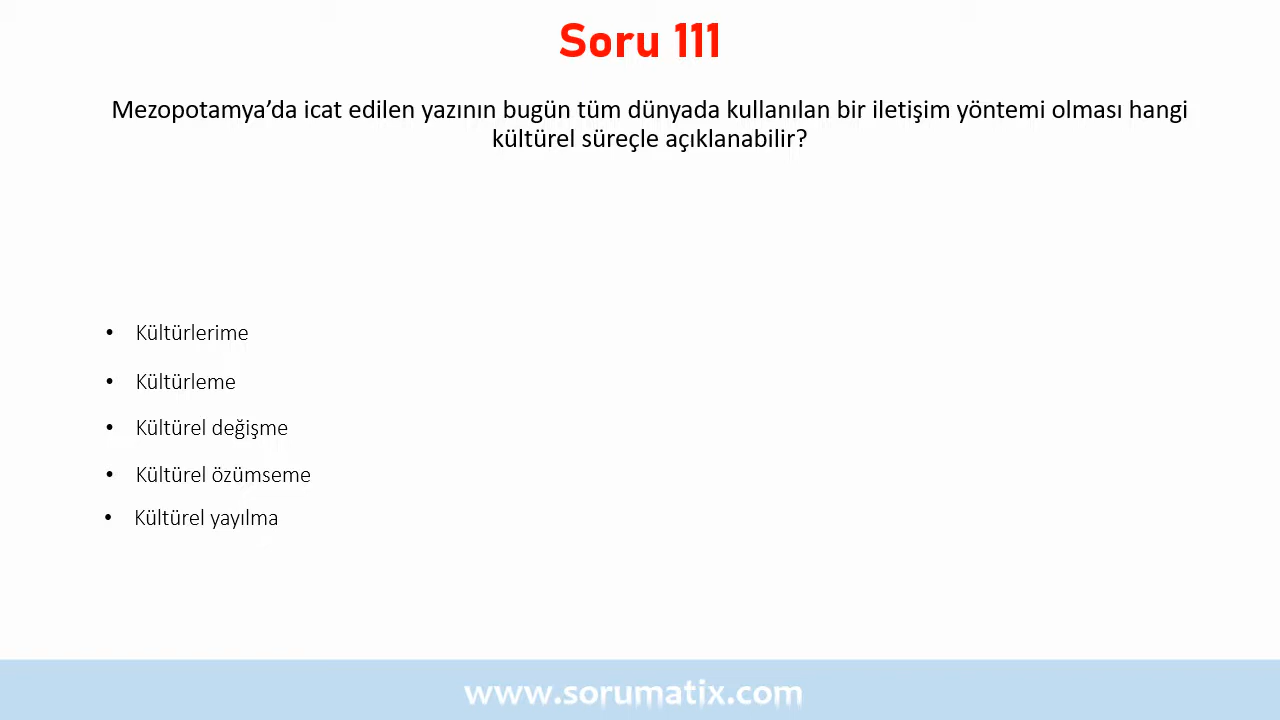 Soru 111
Mezopotamya’da icat edilen yazının bugün tüm dünyada kullanılan bir iletişim yöntemi olması hangi
kültürel süreçle açıklanabilir?
• Kültürlerime
• Kültürleme
• Kültürel değişme
• Kültürel özümseme
• Kültürel yayılma
www.sorumatix.com